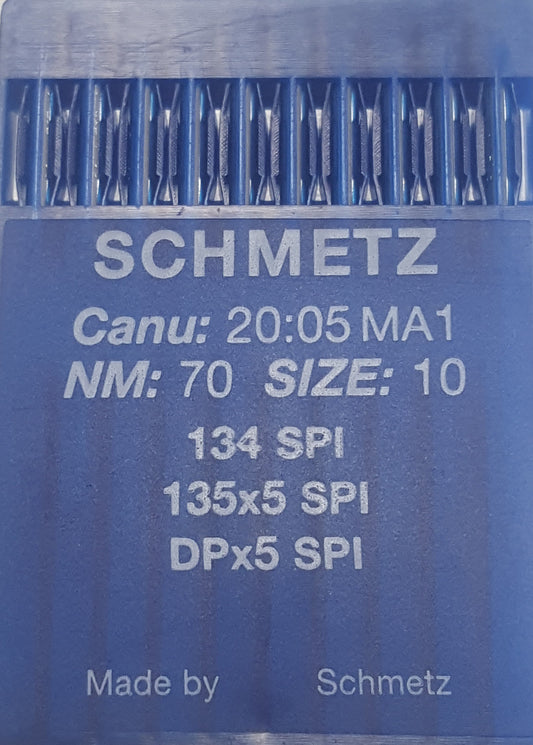 SCHMETZ
Canu: 20:05 MA1
NM: 70 SIZE: 10
134 SPI
135x5 SPI
DPx5 SPI
Made by Schmetz